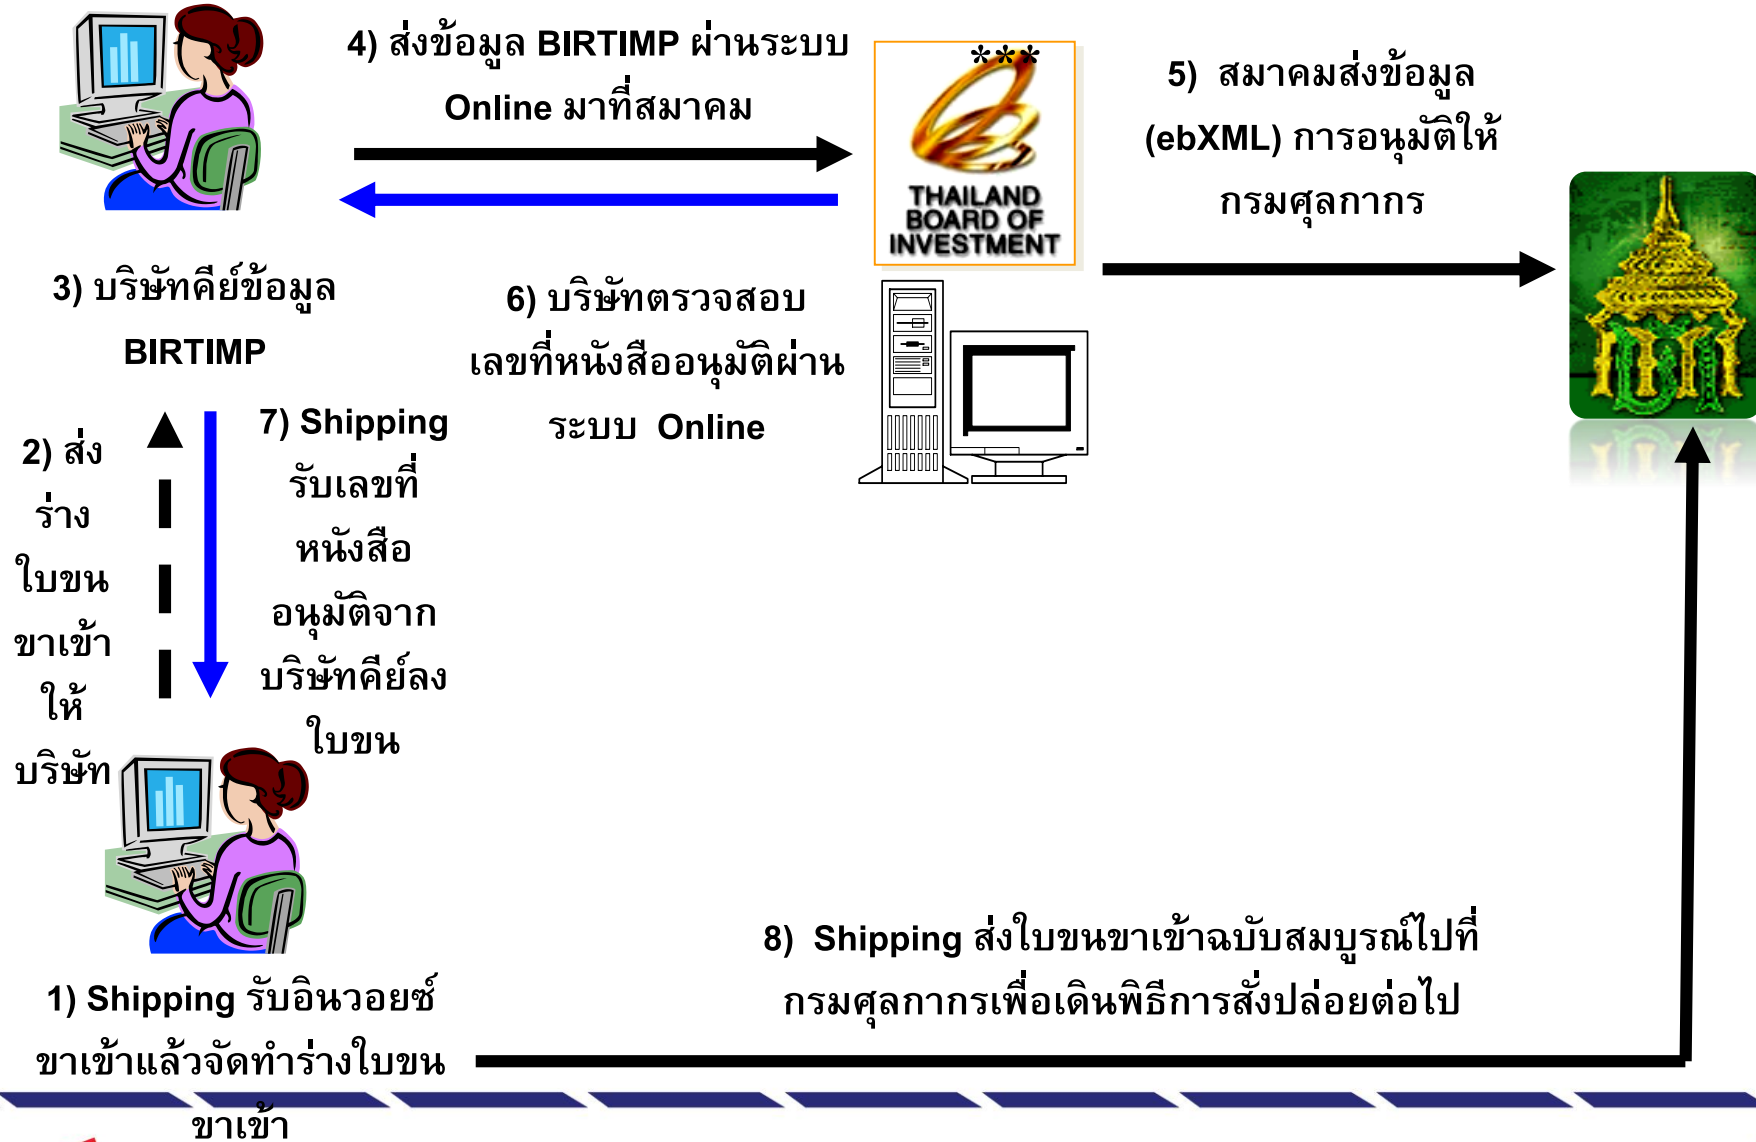 4) ส่งข้อมูล BIRTIMP ผ่านระบบ
Online มาที่สมาคม
***
THAILAND
BOARD OF
INVESTMENT
5) สมาคมส่งข้อมูล
(ebXML) การอนุมัติให้
กรมศุลกากร
3) บริษัทคีย์ข้อมูล
BIRTIMP
6) บริษัทตรวจสอบ
เลขที่หนังสืออนุมัติผ่าน
ระบบ Online
2) ส่ง
ร่าง
ใบขน
ขาเข้า
ให้
บริษัท
7) Shipping
รับเลขที่
หนังสือ
อนุมัติจาก
บริษัทคีย์ลง
ใบขน
8) Shipping ส่งใบขนขาเข้าฉบับสมบูรณ์ไปที่
กรมศุลกากรเพื่อเดินพิธีการสั่งปล่อยต่อไป
1) Shipping รับอินวอยซ์
ขาเข้าแล้วจัดทำร่างใบขน
ขาเข้า